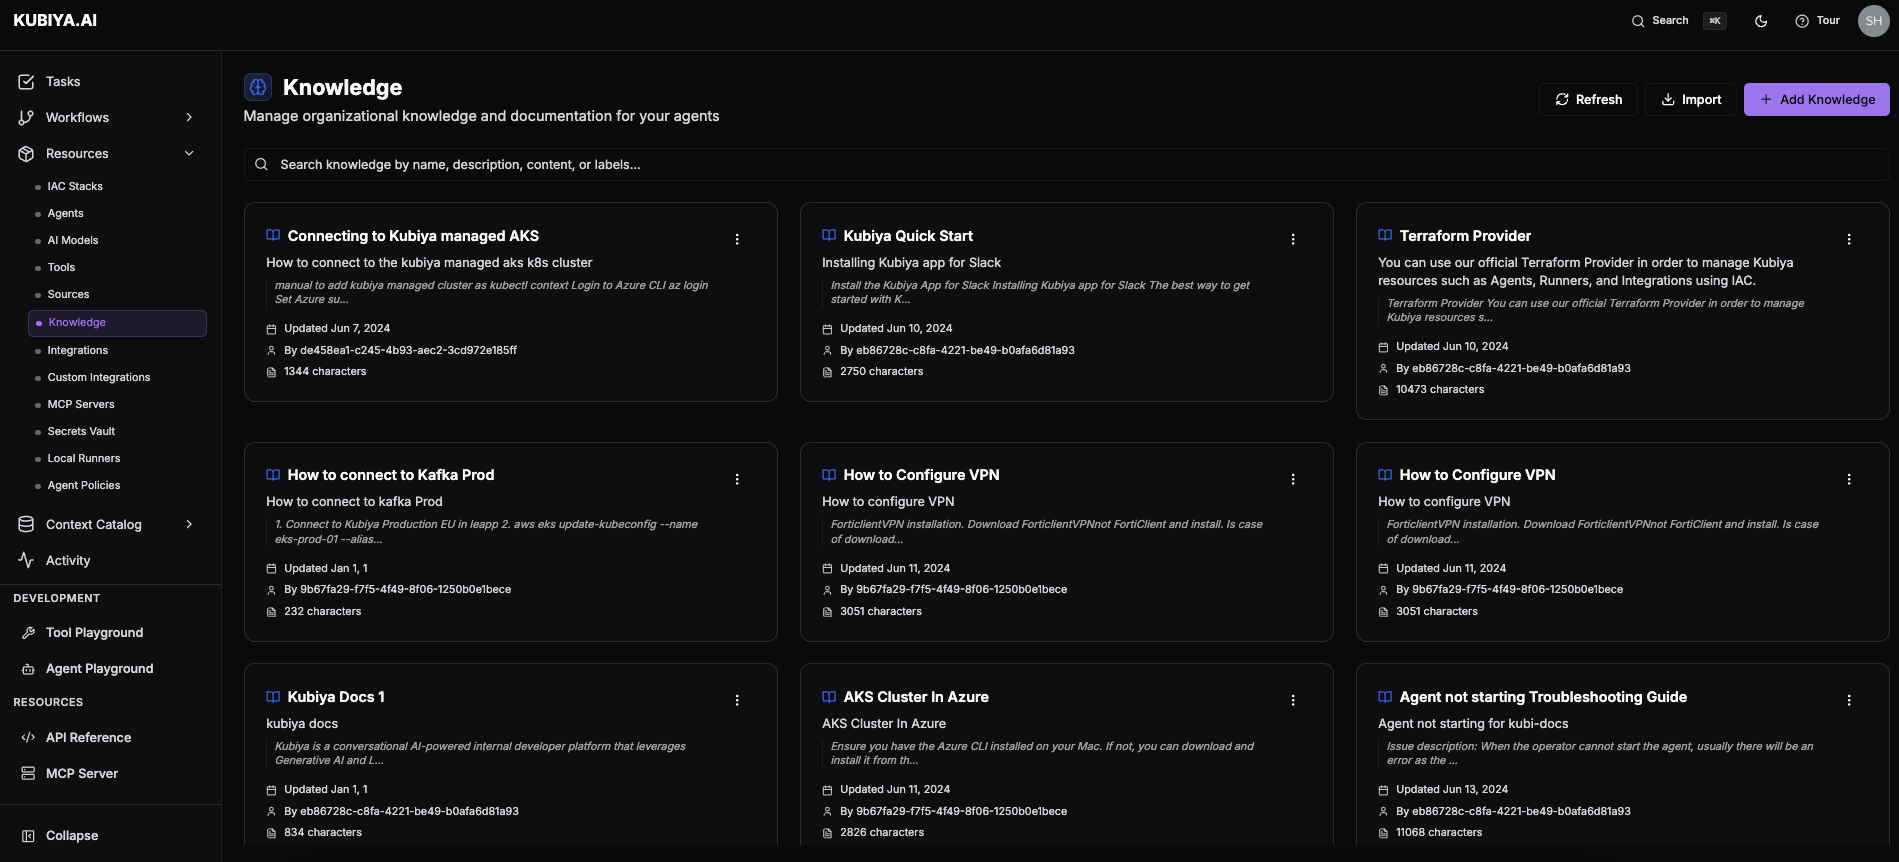 KUBIYA.AI
Search
⌘K
Tour
SH
Tasks
Workflows
Resources
IAC Stacks
Agents
AI Models
Tools
Sources
Knowledge
Integrations
Custom Integrations
MCP Servers
Secrets Vault
Local Runners
Agent Policies
Context Catalog
Activity
DEVELOPMENT
Tool Playground
Agent Playground
RESOURCES
API Reference
MCP Server
Collapse
Knowledge
Manage organizational knowledge and documentation for your agents
Refresh
Import
Add Knowledge
Search knowledge by name, description, content, or labels...
Connecting to Kubiya managed AKS
How to connect to the kubiya managed aks k8s cluster
manual to add kubiya managed cluster as kubectl context Login to Azure CLI az login
Set Azure su...
Updated Jun 7, 2024
By de458ea1-c245-4b93-aec2-3cd972e185ff
1344 characters
Kubiya Quick Start
Installing Kubiya app for Slack
Install the Kubiya App for Slack Installing Kubiya app for Slack The best way to get
started with K...
Updated Jun 10, 2024
By eb86728c-c8fa-4221-be49-b0afa6d81a93
2750 characters
Terraform Provider
You can use our official Terraform Provider in order to manage Kubiya
resources such as Agents, Runners, and Integrations using IAC.
Terraform Provider You can use our official Terraform Provider in order to manage
Kubiya resources s...
Updated Jun 10, 2024
By eb86728c-c8fa-4221-be49-b0afa6d81a93
10473 characters
How to connect to Kafka Prod
How to connect to kafka Prod
1. Connect to Kubiya Production EU in leapp 2. aws eks update-kubeconfig --name
eks-prod-01 --alias...
Updated Jan 1, 1
By 9b67fa29-f7f5-4f49-8f06-1250b0e1bece
232 characters
How to Configure VPN
How to configure VPN
ForticlientVPN installation. Download ForticlientVPNnot FortiClient and install. Is case
of download...
Updated Jun 11, 2024
By 9b67fa29-f7f5-4f49-8f06-1250b0e1bece
3051 characters
How to Configure VPN
How to configure VPN
ForticlientVPN installation. Download ForticlientVPNnot FortiClient and install. Is case
of download...
Updated Jun 11, 2024
By 9b67fa29-f7f5-4f49-8f06-1250b0e1bece
3051 characters
Kubiya Docs 1
kubiya docs
Kubiya is a conversational AI-powered internal developer platform that leverages
Generative AI and L...
Updated Jan 1, 1
By eb86728c-c8fa-4221-be49-b0afa6d81a93
834 characters
AKS Cluster In Azure
AKS Cluster In Azure
Ensure you have the Azure CLI installed on your Mac. If not, you can download and
install it from th...
Updated Jun 11, 2024
By 9b67fa29-f7f5-4f49-8f06-1250b0e1bece
2826 characters
Agent not starting Troubleshooting Guide
Agent not starting for kubi-docs
Issue description: When the operator cannot start the agent, usually there will be an
error as the ...
Updated Jun 13, 2024
By eb86728c-c8fa-4221-be49-b0afa6d81a93
11068 characters